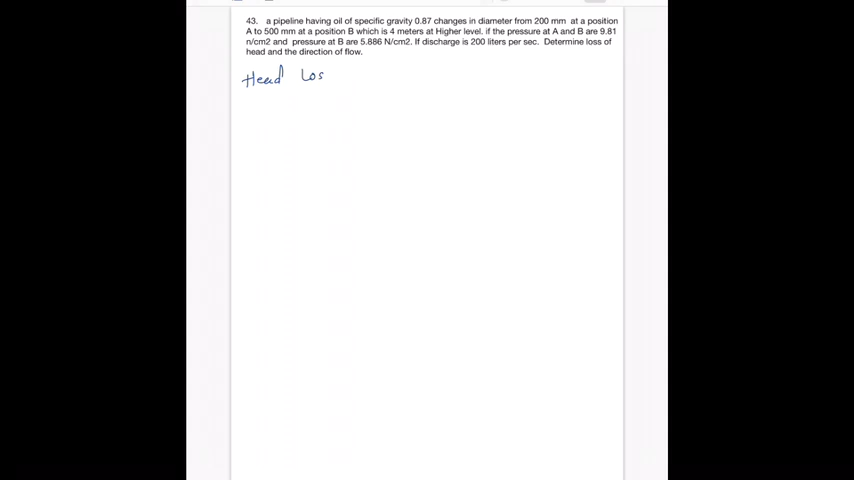 43. a pipeline having oil of specific gravity 0.87 changes in diameter from 200 mm at a position
A to 500 mm at a position B which is 4 meters at Higher level. if the pressure at A and B are 9.81
n/cm2 and pressure at B are 5.886 N/cm2. If discharge is 200 liters per sec. Determine loss of
head and the direction of flow.
Head Los